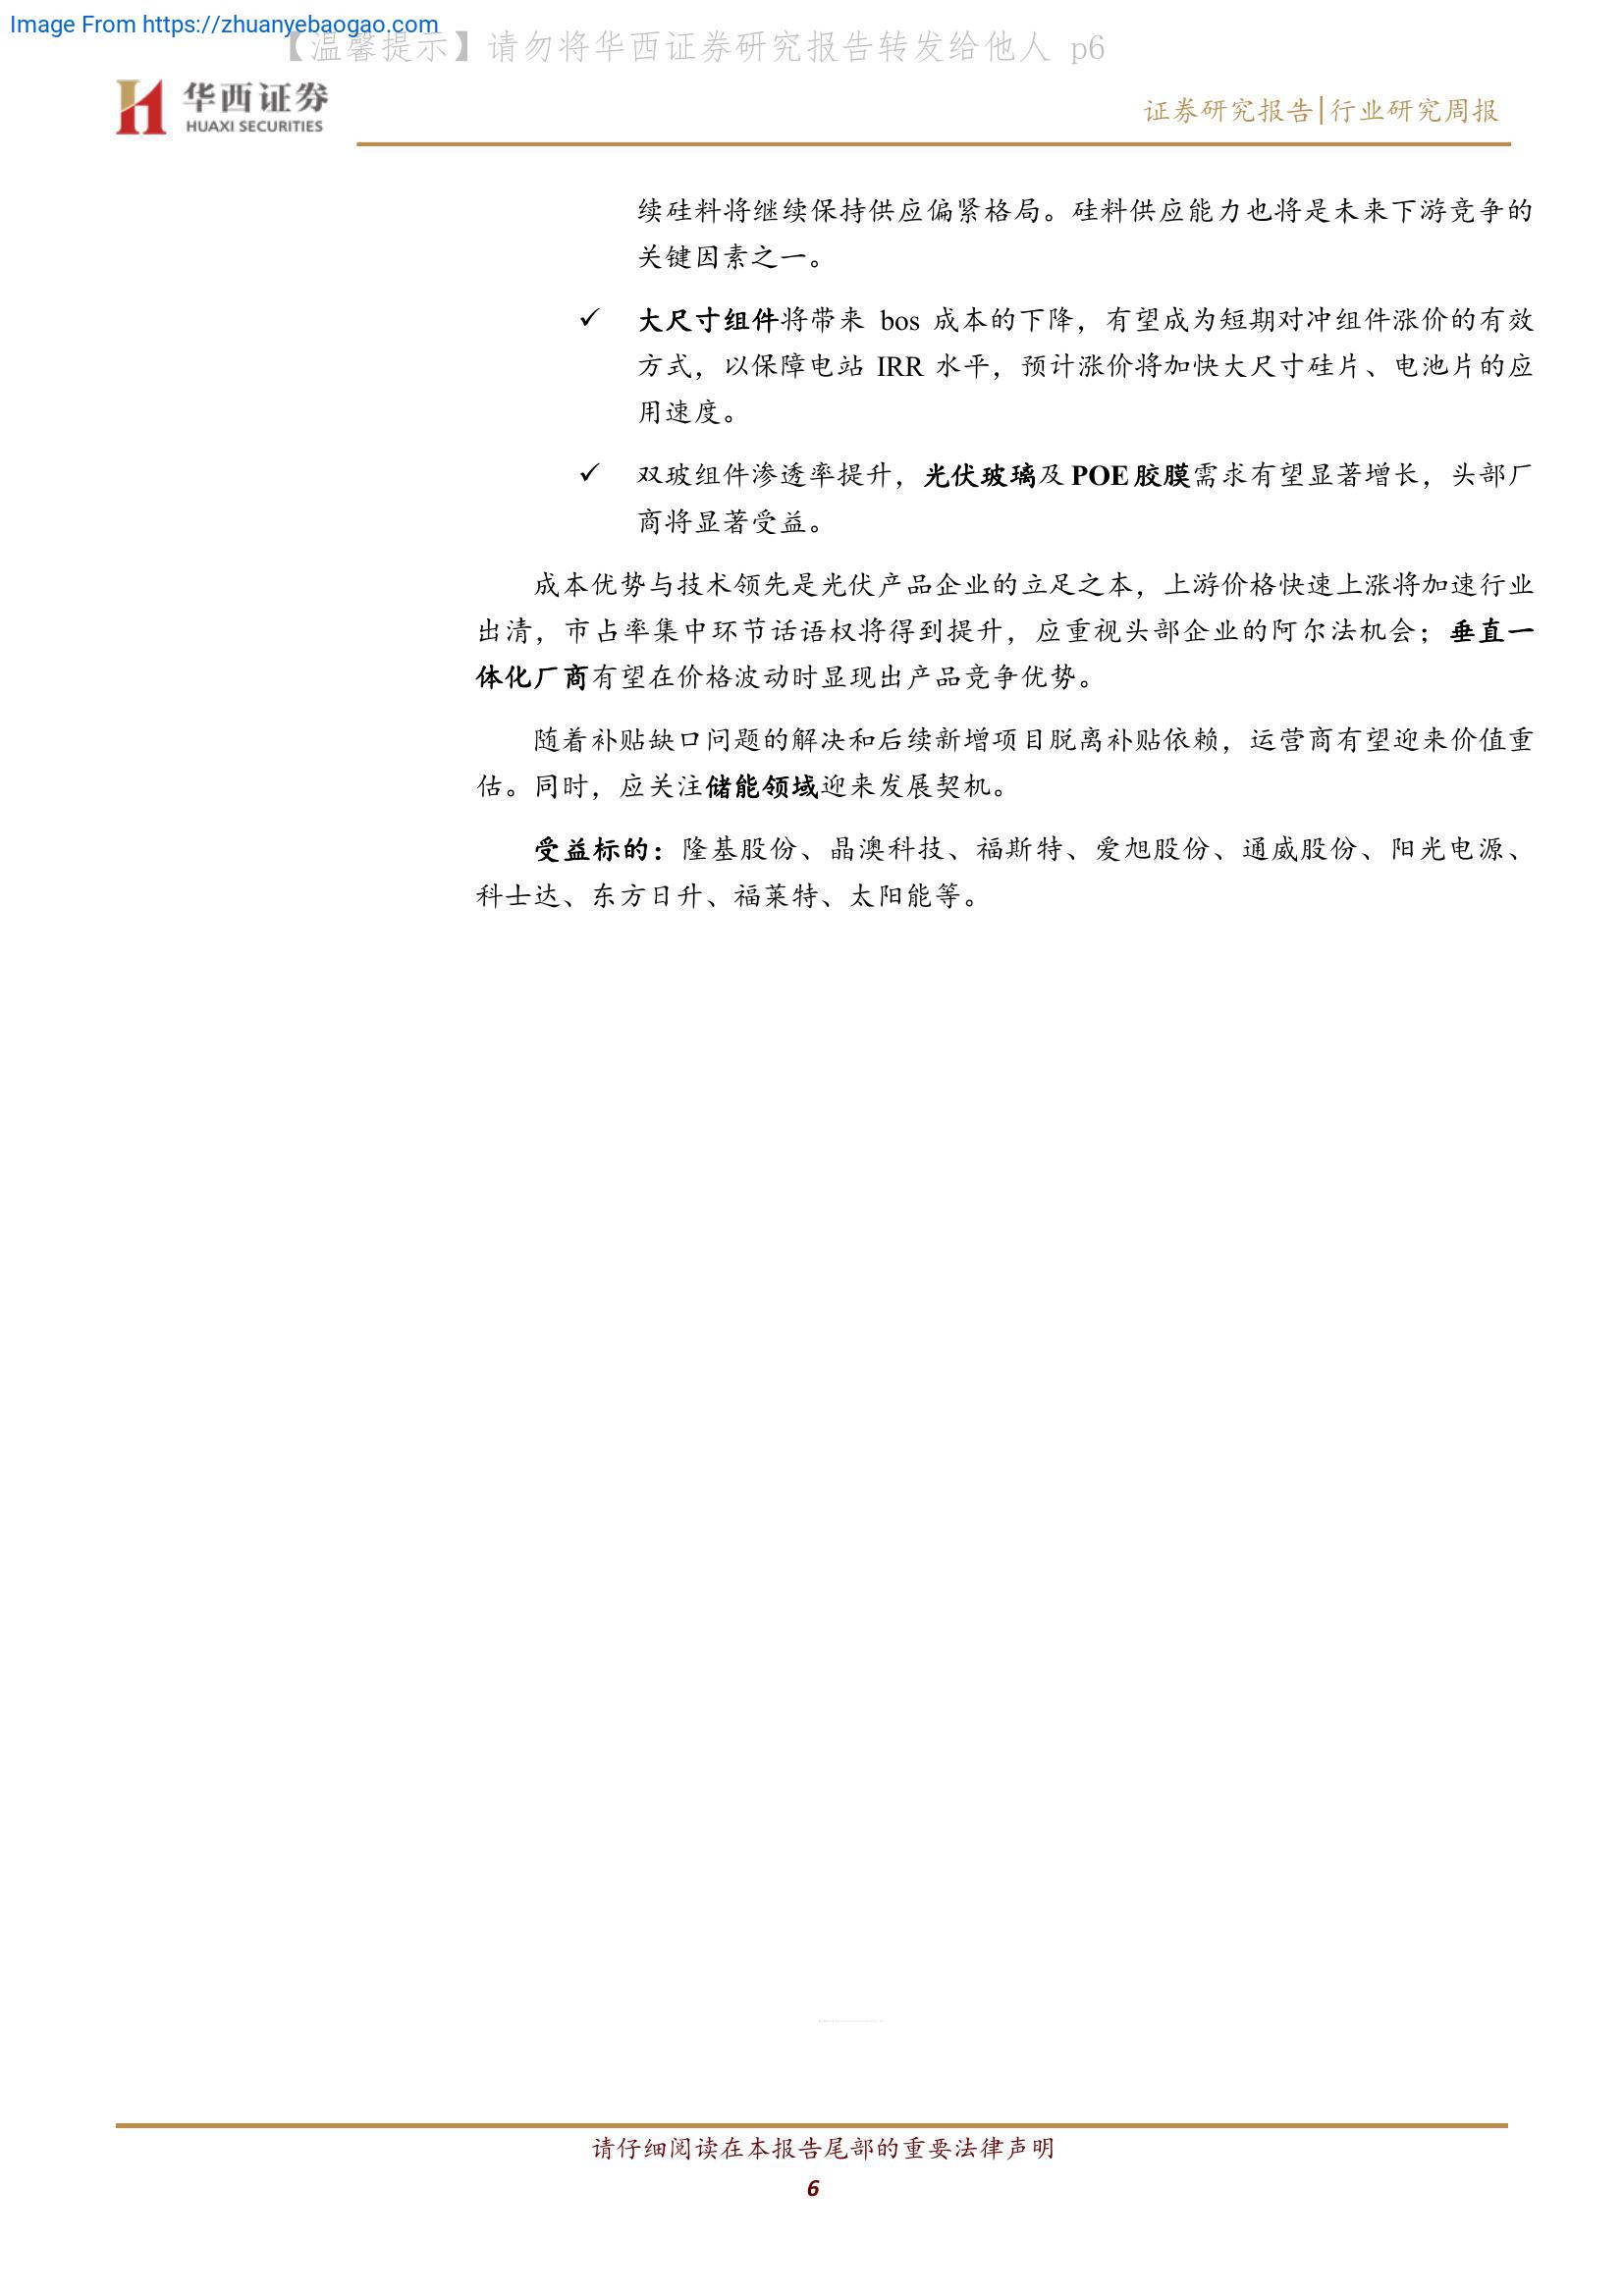 Image From https://zhuanyebaogao.com
【温馨提示】请勿将华西证券研究报告转发给他人 p6
华西证券
HUAXI SECURITIES
证券研究报告|行业研究周报
续硅料将继续保持供应偏紧格局。硅料供应能力也将是未来下游竞争的
关键因素之一。
✓ 大尺寸组件将带来 bos 成本的下降，有望成为短期对冲组件涨价的有效
方式，以保障电站 IRR 水平，预计涨价将加快大尺寸硅片、电池片的应
用速度。
✓ 双玻组件渗透率提升，光伏玻璃及 POE 胶膜需求有望显著增长，头部厂
商将显著受益。
成本优势与技术领先是光伏产品企业的立足之本，上游价格快速上涨将加速行业
出清，市占率集中环节话语权将得到提升，应重视头部企业的阿尔法机会；垂直一
体化厂商有望在价格波动时显现出产品竞争优势。
随着补贴缺口问题的解决和后续新增项目脱离补贴依赖，运营商有望迎来价值重
估。同时，应关注储能领域迎来发展契机。
受益标的：隆基股份、晶澳科技、福斯特、爱旭股份、通威股份、阳光电源、
科士达、东方日升、福莱特、太阳能等。
请仔细阅读在本报告尾部的重要法律声明
6